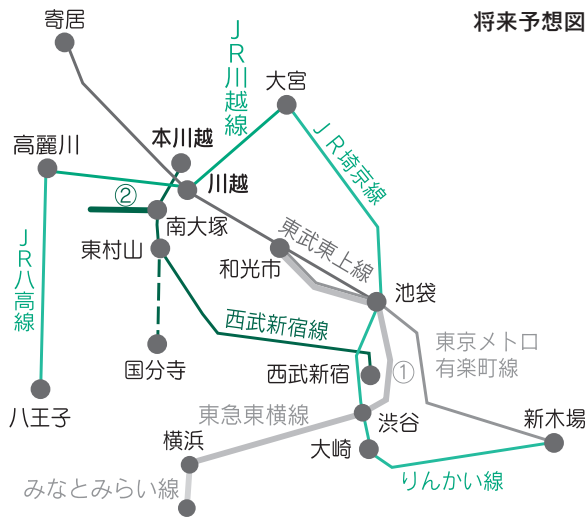 将来予想図
寄居
JR川越線
大宮
本川越
高麗川
JR埼京線
川越
②
南大塚
東武東上線
東村山
和光市
JR八高線
池袋
西武新宿線
東京メトロ
有楽町線
国分寺
西武新宿
①
八王子
東急東横線
渋谷
新木場
横浜
大崎
りんかい線
みなとみらい線